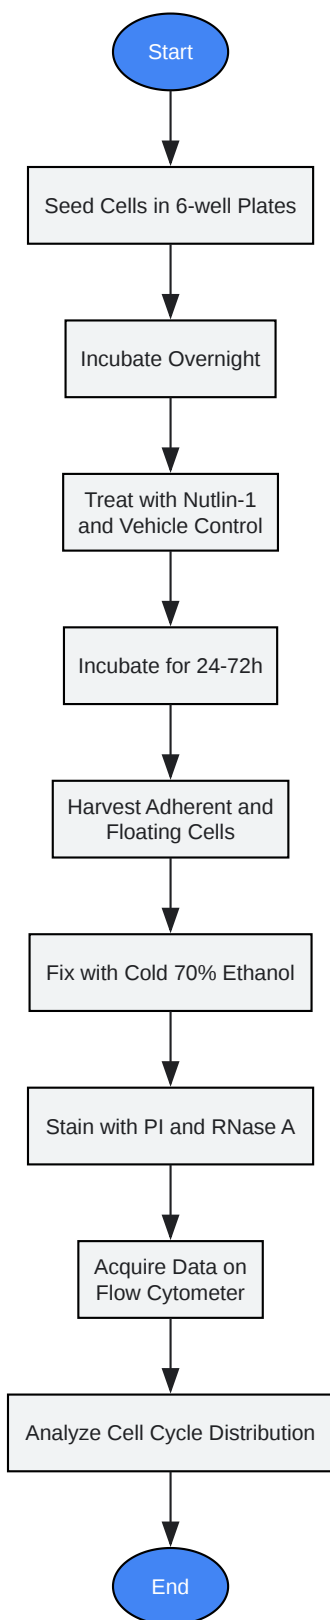 Start
Seed Cells in 6-well Plates
Incubate Overnight
Treat with Nutlin-1
and Vehicle Control
Incubate for 24-72h
Harvest Adherent and
Floating Cells
Fix with Cold 70% Ethanol
Stain with PI and RNase A
Acquire Data on
Flow Cytometer
Analyze Cell Cycle Distribution
End